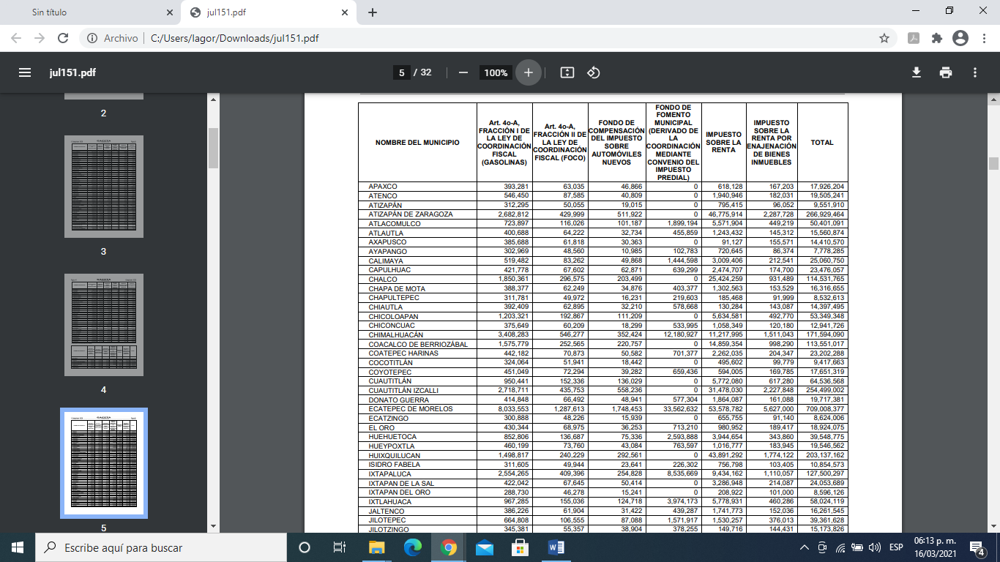 Sin título
jul151.pdf
Archivo C:/Users/lagor/Downloads/jul151.pdf
jul151.pdf
5 / 32
100%
2
3
4
5
NOMBRE DEL MUNICIPIO
Art. 4o-A,
FRACCIÓN I DE
LA LEY DE
COORDINACIÓN
FISCAL
(GASOLINAS)
Art. 4o-A,
FRACCIÓN II DE
LA LEY DE
COORDINACIÓN
FISCAL (FOCO)
FONDO DE
COMPENSACIÓN
DEL IMPUESTO
SOBRE
AUTOMÓVILES
NUEVOS
FONDO DE
FOMENTO
MUNICIPAL
(DERIVADO DE
LA
COORDINACIÓN
MEDIANTE
CONVENIO DEL
IMPUESTO
PREDIAL)
IMPUESTO
SOBRE LA
RENTA
IMPUESTO
SOBRE LA
RENTA POR
ENAJENACIÓN
DE BIENES
INMUEBLES
TOTAL
APAXCO 393,281 63,035 46,866 0 618,128 167,203 17,926,204
ATENCO 546,450 87,585 40,809 0 1,940,946 182,031 19,505,241
ATIZAPÁN 312,295 50,055 19,015 0 795,415 96,052 9,551,910
ATIZAPÁN DE ZARAGOZA 2,682,812 429,999 511,922 0 46,775,914 2,287,728 266,929,464
ATLACOMULCO 723,897 116,026 101,187 1,899,194 5,571,904 449,219 50,401,091
ATLAUTLA 400,688 64,222 32,734 455,859 1,243,432 145,312 15,560,874
AXAPUSCO 385,688 61,818 30,363 0 91,127 155,571 14,410,570
AYAPANGO 302,969 48,560 10,985 102,783 720,645 86,374 7,778,285
CALIMAYA 519,482 83,262 49,868 1,444,598 3,009,406 212,541 25,060,750
CAPULHUAC 421,778 67,602 62,871 639,299 2,474,707 174,700 23,476,057
CHALCO 1,850,361 296,575 203,499 0 25,424,259 931,489 114,531,765
CHAPA DE MOTA 388,377 62,249 34,876 403,377 1,302,563 153,529 16,316,655
CHAPULTEPEC 311,781 49,972 16,231 219,603 185,468 91,999 8,532,613
CHIAUTLA 392,409 62,895 32,210 578,668 130,284 143,087 14,397,495
CHICOLOAPAN 1,203,321 192,867 111,209 0 5,634,581 492,770 53,349,348
CHICONCUAC 375,649 60,209 18,299 533,995 1,058,349 120,180 12,941,726
CHIMALHUACÁN 3,408,283 546,277 352,424 12,180,927 11,217,995 1,511,043 171,594,090
COACALCO DE BERRIOZÁBAL 1,575,779 252,565 220,757 0 14,859,354 998,290 113,551,017
COATEPEC HARINAS 442,182 70,873 50,582 701,377 2,262,035 204,347 23,202,288
COCOTITLÁN 324,064 51,941 18,442 0 495,602 99,779 9,417,663
COYOTEPEC 451,049 72,294 39,282 659,436 594,005 169,785 17,651,319
CUAUTITLÁN 950,441 152,336 136,029 0 5,772,080 617,280 64,536,568
CUAUTITLÁN IZCALLI 2,718,711 435,753 558,236 0 31,478,030 2,227,848 254,499,002
DONATO GUERRA 414,848 66,492 48,941 577,304 1,864,087 161,088 19,717,381
ECATEPEC DE MORELOS 8,033,553 1,287,613 1,748,453 33,562,632 53,578,782 5,627,000 709,008,377
ECATZINGO 300,888 48,226 15,939 0 655,755 91,140 8,624,006
EL ORO 430,344 68,975 36,253 713,210 980,952 189,417 18,924,075
HUEHUETOCA 852,806 136,687 75,336 2,593,888 3,944,654 343,860 39,548,775
HUEYPOXTLA 460,199 73,760 43,084 763,597 1,016,777 183,945 19,546,562
HUIXQUILUCAN 1,498,817 240,229 292,561 0 43,891,292 1,774,122 203,137,162
ISIDRO FABELA 311,605 49,944 23,641 226,302 756,798 103,405 10,854,573
IXTAPALUCA 2,554,265 409,396 254,828 8,535,669 9,434,162 1,110,057 127,500,297
IXTAPAN DE LA SAL 422,042 67,645 50,414 0 3,286,948 214,087 24,053,689
IXTAPAN DEL ORO 288,730 46,278 15,241 0 208,922 101,000 8,596,126
IXTLAHUACA 967,285 155,036 124,718 3,974,173 5,778,931 460,286 58,024,119
JALTENCO 386,226 61,904 31,422 439,287 1,741,773 152,036 16,261,545
JILOTEPEC 664,808 106,555 87,088 1,571,917 1,530,257 376,013 39,361,628
JILOTZINGO 345,381 55,357 38,904 378,255 149,716 144,431 15,173,826
Escribe aquí para buscar
ESP
06:13 p. m.
16/03/2021
4